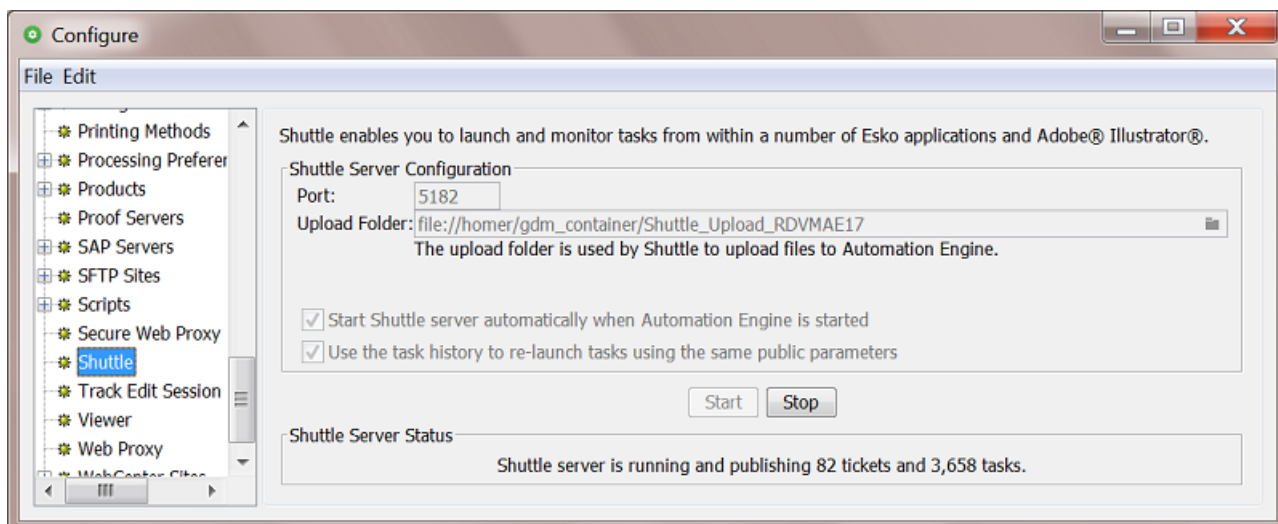 Configure
File Edit
Printing Methods
Processing Prefer
Products
Proof Servers
SAP Servers
SFTP Sites
Scripts
Secure Web Proxy
Shuttle
Track Edit Session
Viewer
Web Proxy
Shuttle enables you to launch and monitor tasks from within a number of Esko applications and Adobe® Illustrator®.
Shuttle Server Configuration
Port: 5182
Upload Folder: file://homer/gdm_container/Shuttle_Upload_RDVMAE17
The upload folder is used by Shuttle to upload files to Automation Engine.
Start Shuttle server automatically when Automation Engine is started
Use the task history to re-launch tasks using the same public parameters
Start Stop
Shuttle Server Status
Shuttle server is running and publishing 82 tickets and 3,658 tasks.